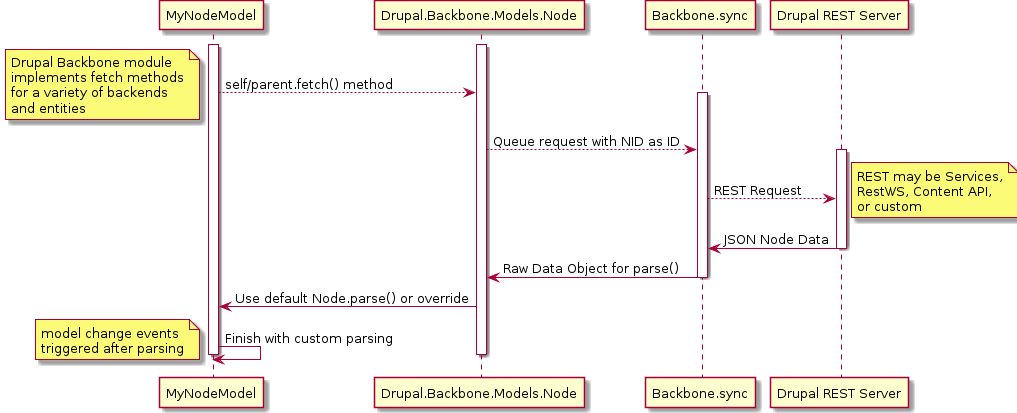 MyNodeModel
Drupal.Backbone.Models.Node
Backbone.sync
Drupal REST Server
Drupal Backbone module
implements fetch methods
for a variety of backends
and entities
self/parent.fetch() method
Queue request with NID as ID
REST Request
REST may be Services,
RestWS, Content API,
or custom
JSON Node Data
Raw Data Object for parse()
Use default Node.parse() or override
model change events
triggered after parsing
Finish with custom parsing
MyNodeModel
Drupal.Backbone.Models.Node
Backbone.sync
Drupal REST Server